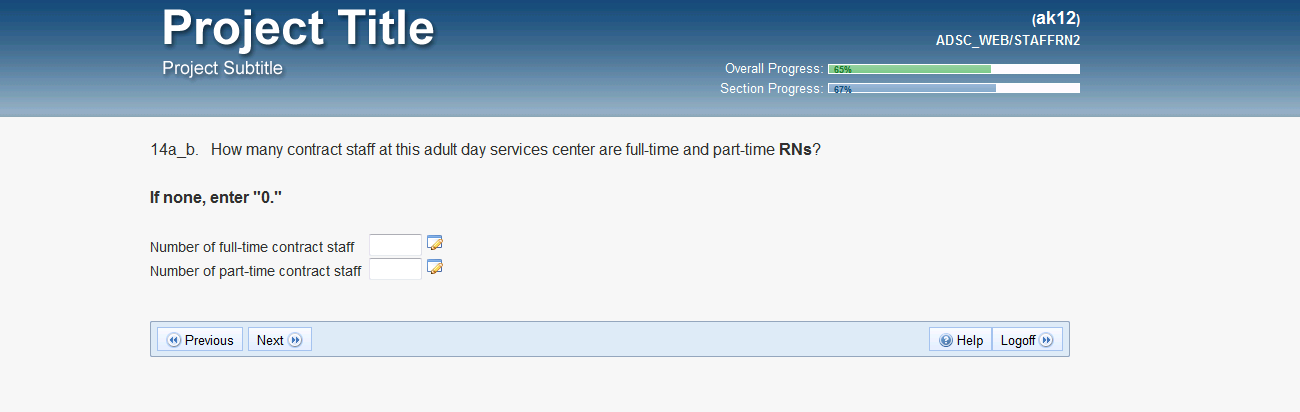 Project Title
Project Subtitle
(ak12)
ADSC_WEB/STAFFRN2
Overall Progress: 65%
Section Progress: 67%
14a_b. How many contract staff at this adult day services center are full-time and part-time RNs?
If none, enter "0."
Number of full-time contract staff
Number of part-time contract staff
Previous Next Help Logoff